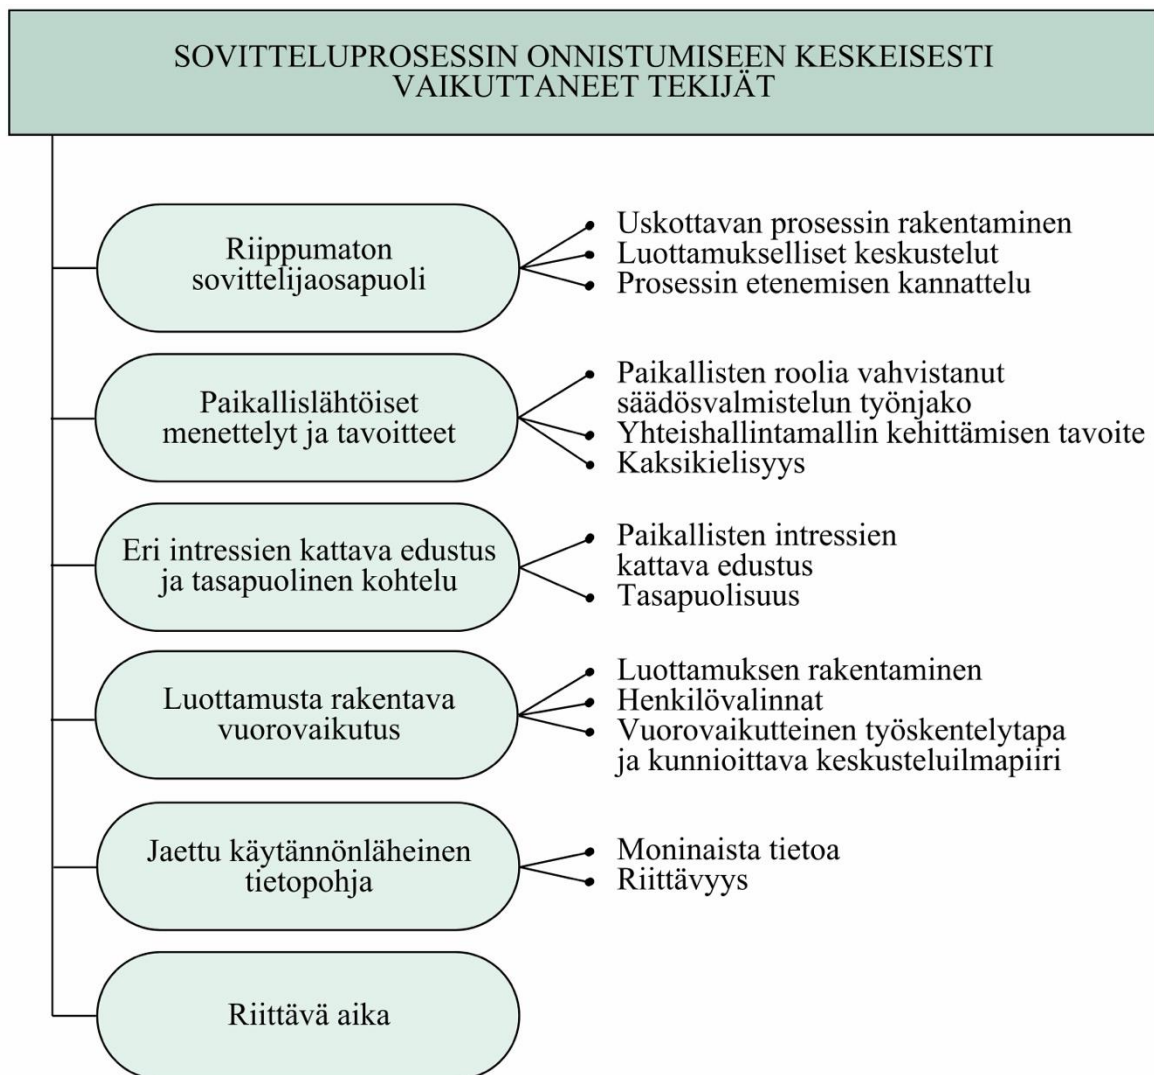 SOVITTELUPROSESSIN ONNISTUMISEEN KESKEISESTI
VAIKUTTANEET TEKIJÄT
Riippumaton
sovittelijaosapuoli
Uskottavan prosessin rakentaminen
Luottamukselliset keskustelut
Prosessin etenemisen kannattelu
Paikallislähtöiset
menettelyt ja tavoitteet
Paikallisten roolia vahvistanut
säädösvalmistelun työnjako
Yhteishallintamallin kehittämisen tavoite
Kaksikielisyys
Eri intressien kattava edustus
ja tasapuolinen kohtelu
Paikallisten intressien
kattava edustus
Tasapuolisuus
Luottamusta rakentava
vuorovaikutus
Luottamuksen rakentaminen
Henkilövalinnat
Vuorovaikutteinen työskentelytapa
ja kunnioittava keskusteluilmapiiri
Jaettu käytännönläheinen
tietopohja
Moninaista tietoa
Riittävyys
Riittävä aika